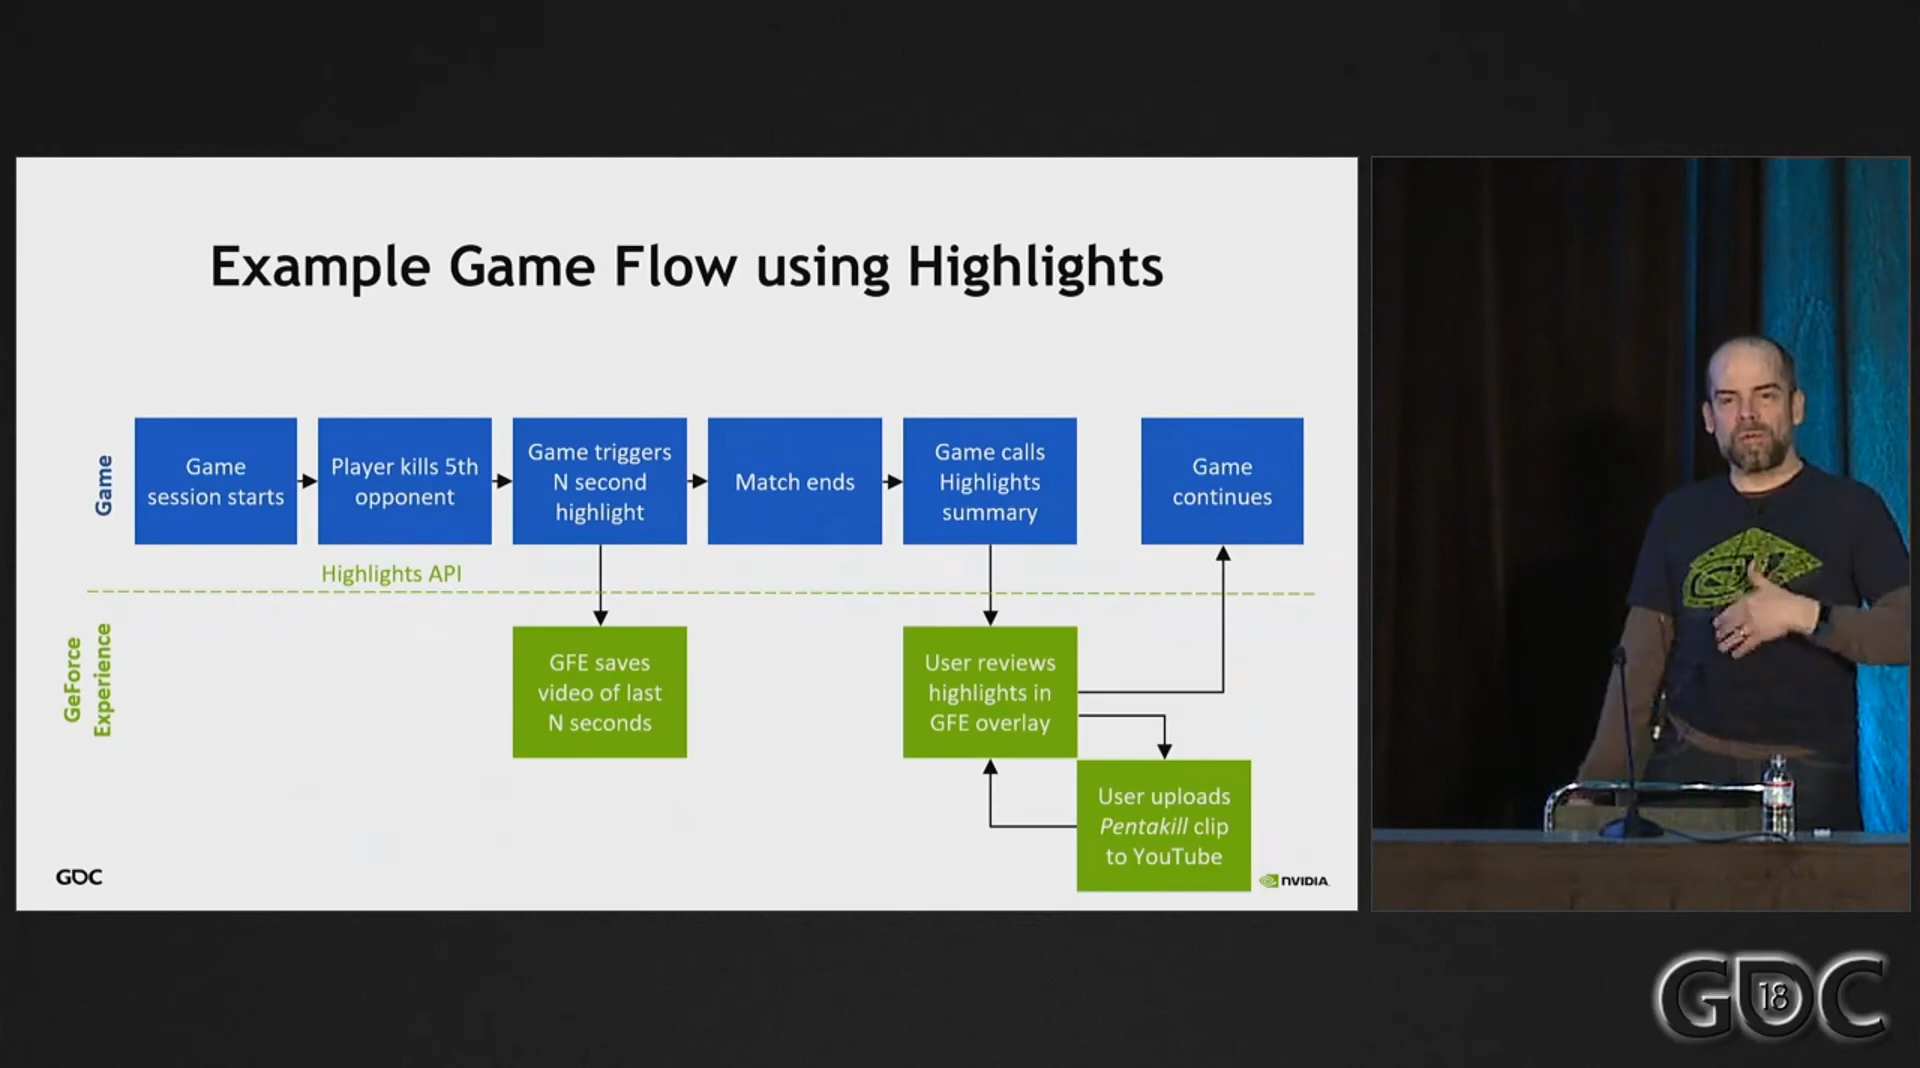 Example Game Flow using Highlights
Game
Game
session starts
Player kills 5th
opponent
Game triggers
N second
highlight
Match ends
Game calls
Highlights
summary
Game
continues
Highlights API
GeForce
Experience
GFE saves
video of last
N seconds
User reviews
highlights in
GFE overlay
User uploads
Pentakill clip
to YouTube
GDC
NVIDIA
GDC
18